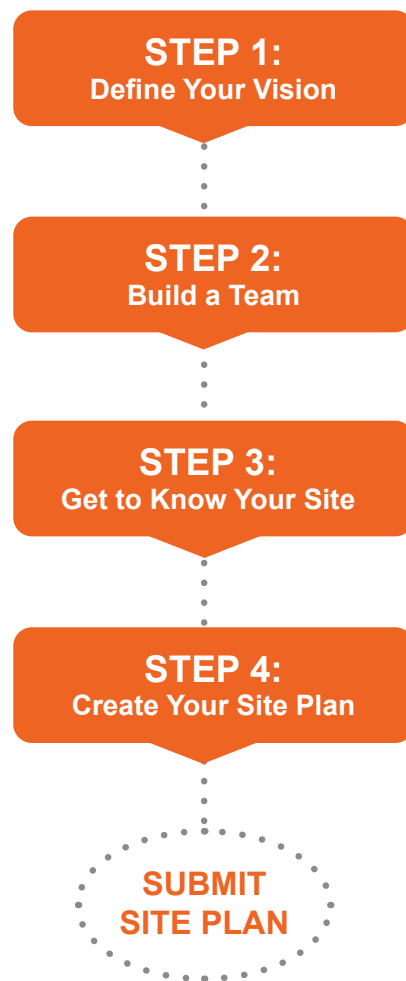 STEP 1:
Define Your Vision
STEP 2:
Build a Team
STEP 3:
Get to Know Your Site
STEP 4:
Create Your Site Plan
SUBMIT
SITE PLAN